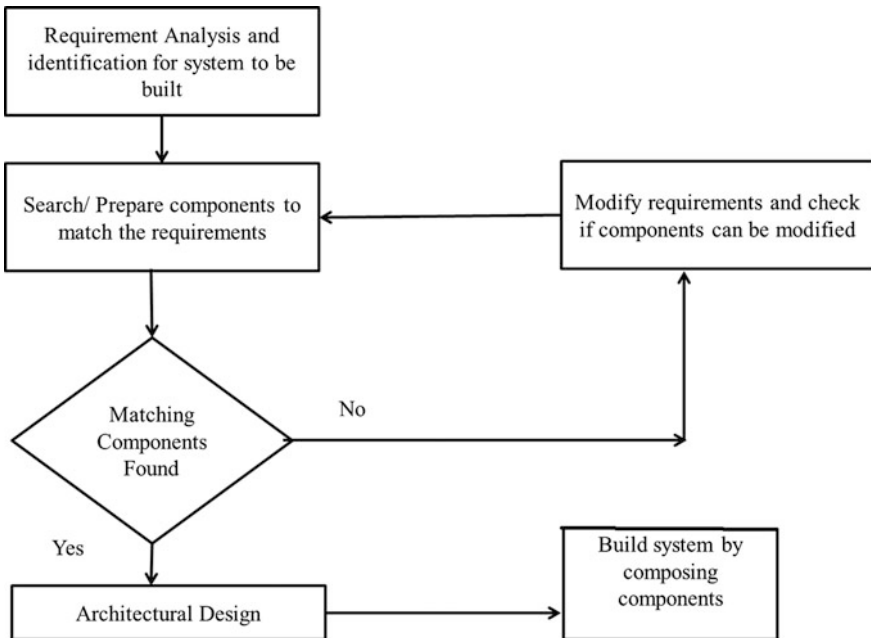 Requirement Analysis and
identification for system to be
built
Search/ Prepare components to
match the requirements
Modify requirements and check
if components can be modified
Matching
Components
Found
No
Yes
Architectural Design
Build system by
composing
components